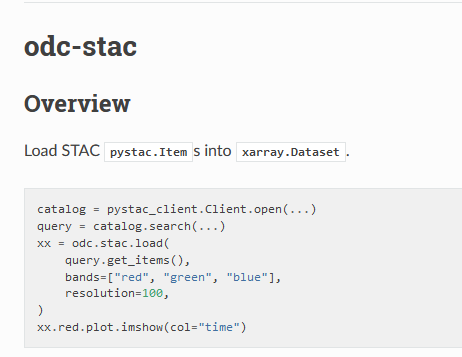 odc-stac
Overview
Load STAC pystac.Items into xarray.Dataset.
catalog = pystac_client.Client.open(...)
query = catalog.search(...)
xx = odc.stac.load(
    query.get_items(),
    bands=["red", "green", "blue"],
    resolution=100,
)
xx.red.plot.imshow(col="time")